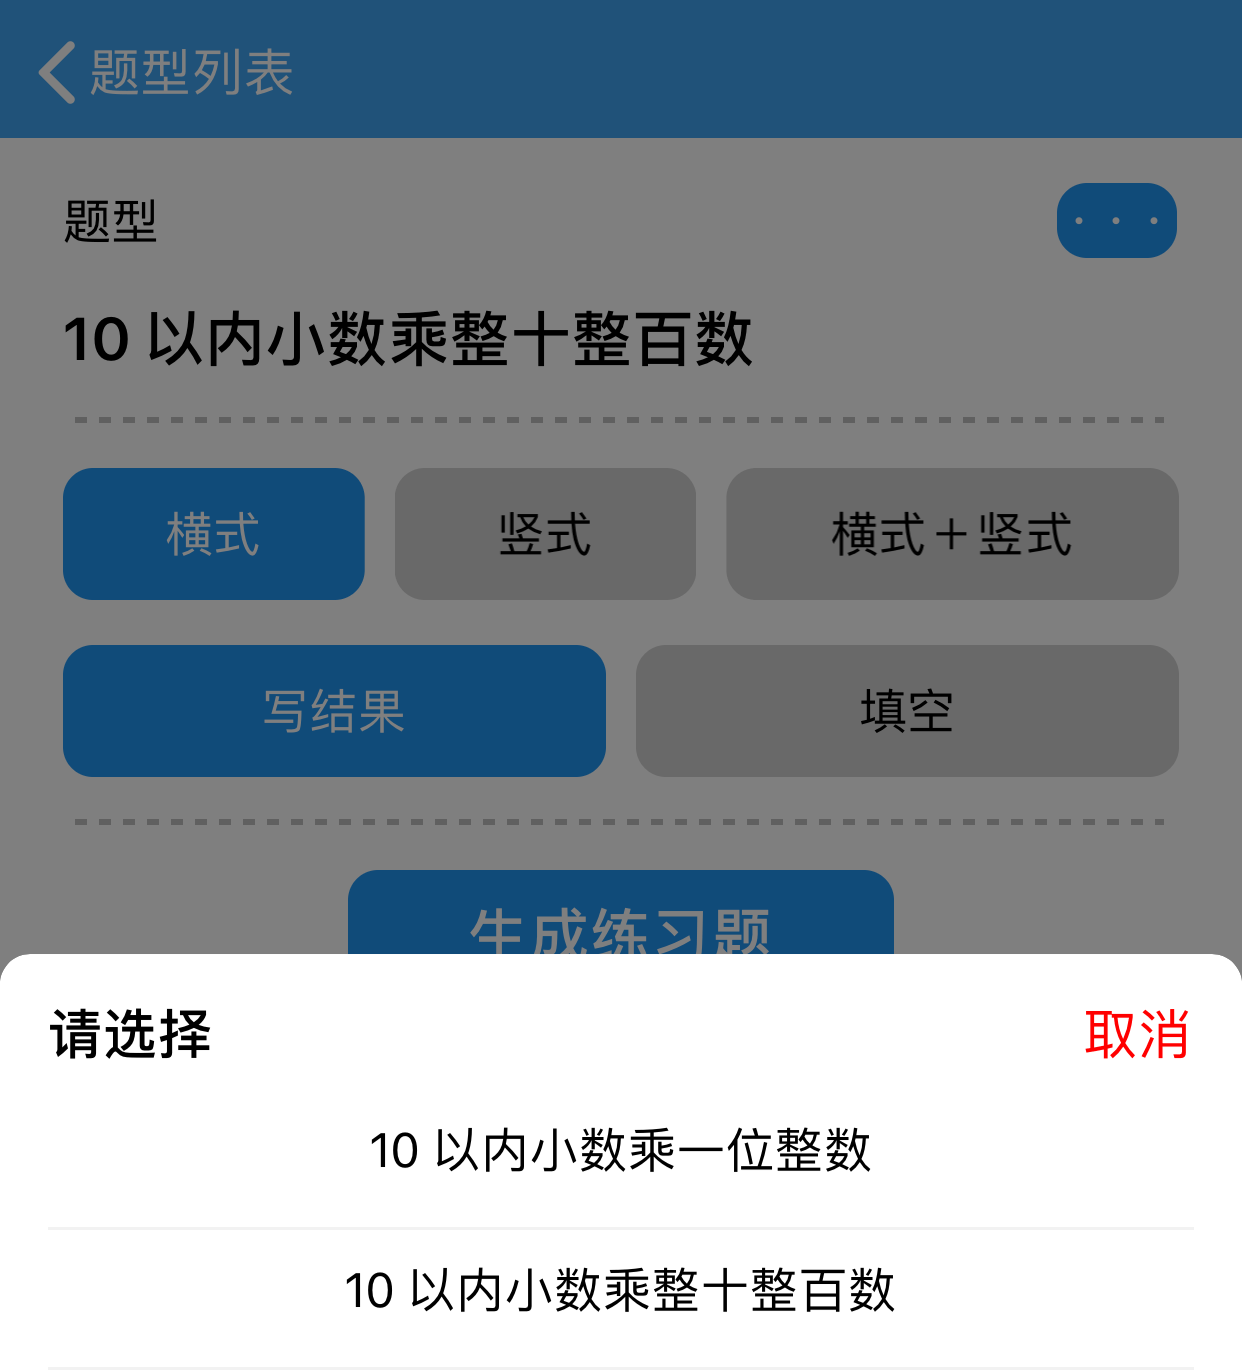 题型列表
题型
10 以内小数乘整十整百数
横式 竖式 横式＋竖式
写结果 填空
生成练习题
请选择 取消
10 以内小数乘一位整数
10 以内小数乘整十整百数